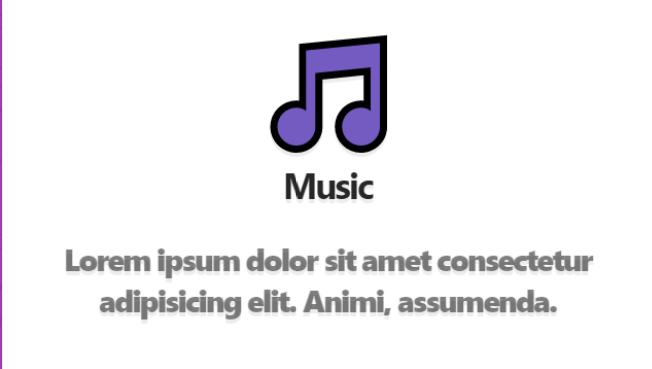 Music
Lorem ipsum dolor sit amet consectetur
adipisicing elit. Animi, assumenda.